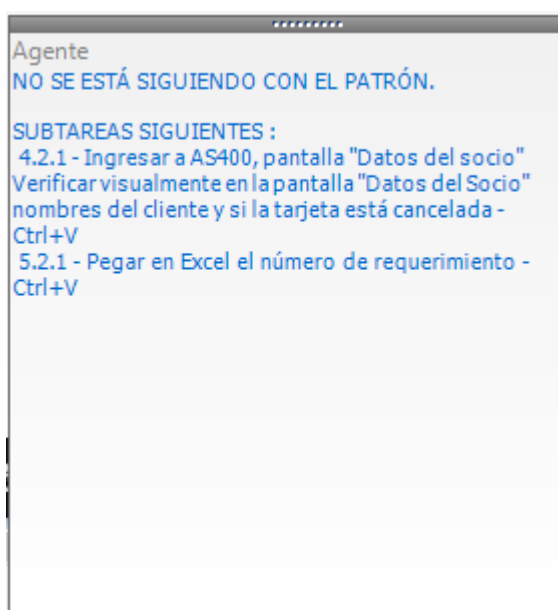 Agente
NO SE ESTÁ SIGUIENDO CON EL PATRÓN.
SUBTAREAS SIGUIENTES :
4.2.1 - Ingresar a AS400, pantalla "Datos del socio"
Verificar visualmente en la pantalla "Datos del Socio"
nombres del cliente y si la tarjeta está cancelada -
Ctrl+V
5.2.1 - Pegar en Excel el número de requerimiento -
Ctrl+V